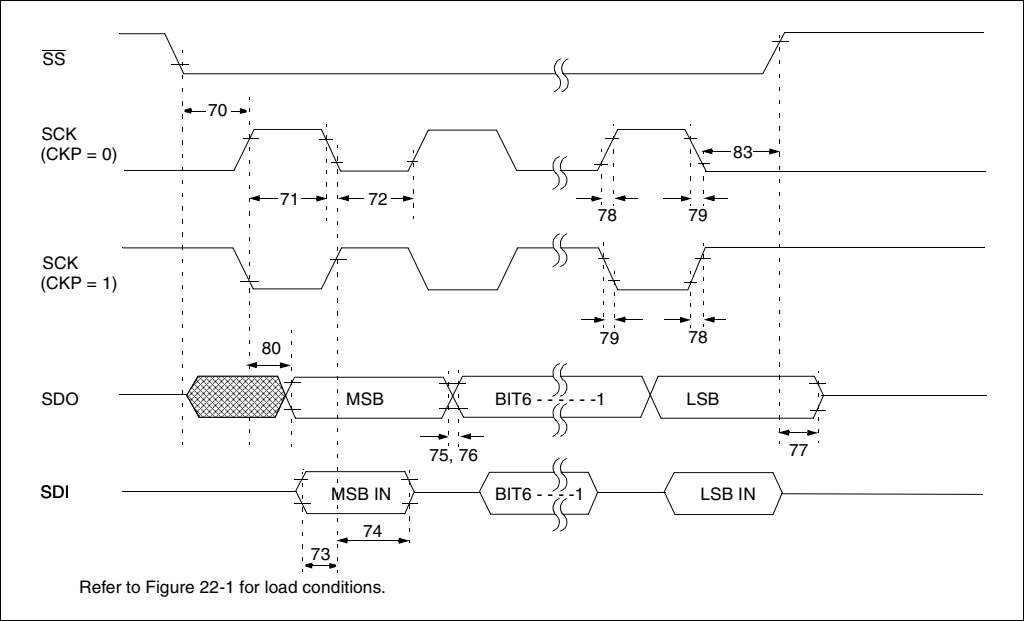 SS
70
SCK
(CKP = 0)
83
71
72
78
79
SCK
(CKP = 1)
79
78
80
SDO
MSB
BIT6 - - - - - -1
LSB
75, 76
77
SDI
MSB IN
BIT6 - - - -1
LSB IN
74
73
Refer to Figure 22-1 for load conditions.